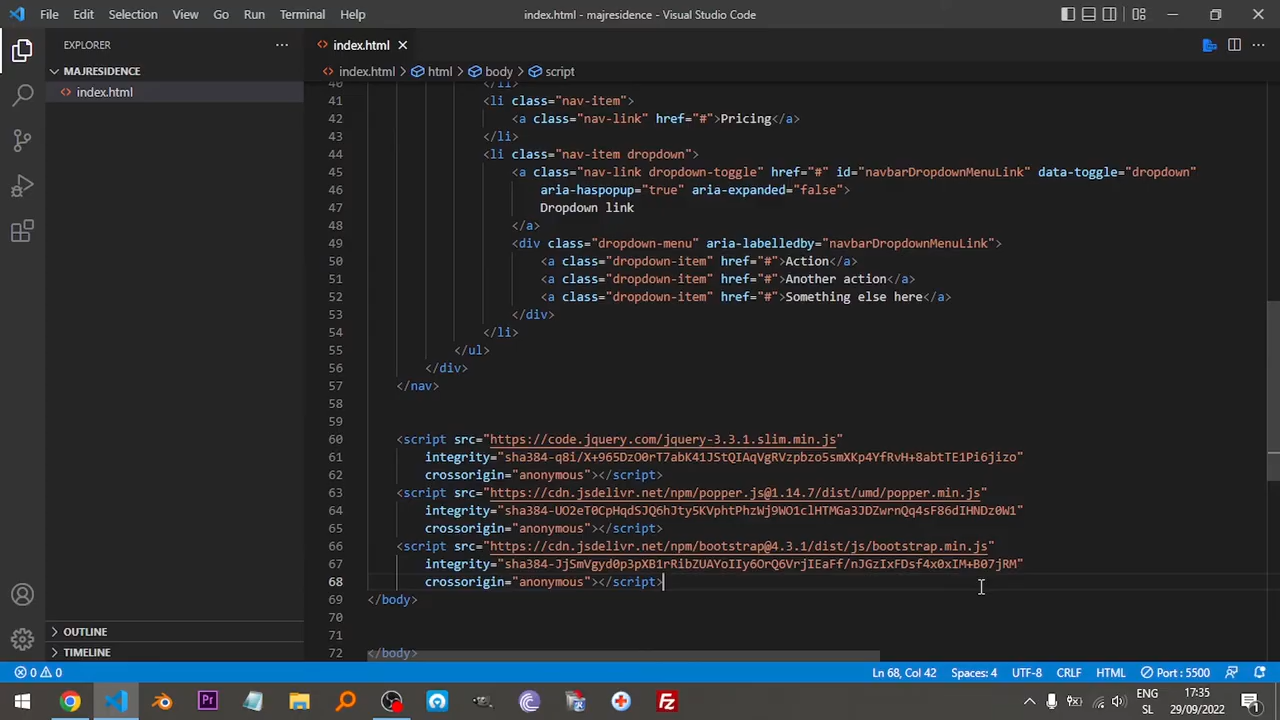 File Edit Selection View Go Run Terminal Help
index.html - majresidence - Visual Studio Code
EXPLORER
MAJRESIDENCE
index.html
OUTLINE
TIMELINE
index.html
index.html > html > body > script
40 </li>
41 <li class="nav-item">
42 <a class="nav-link" href="#">Pricing</a>
43 </li>
44 <li class="nav-item dropdown">
45 <a class="nav-link dropdown-toggle" href="#" id="navbarDropdownMenuLink" data-toggle="dropdown"
46 aria-haspopup="true" aria-expanded="false">
47 Dropdown link
48 </a>
49 <div class="dropdown-menu" aria-labelledby="navbarDropdownMenuLink">
50 <a class="dropdown-item" href="#">Action</a>
51 <a class="dropdown-item" href="#">Another action</a>
52 <a class="dropdown-item" href="#">Something else here</a>
53 </div>
54 </li>
55 </ul>
56 </div>
57 </nav>
58
59
60 <script src="https://code.jquery.com/jquery-3.3.1.slim.min.js"
61 integrity="sha384-q8i/X+965DzO0rT7abK41JStQIAqVgRVzpbzo5smXKp4YfRvH+8abtTE1Pi6jizo"
62 crossorigin="anonymous"></script>
63 <script src="https://cdn.jsdelivr.net/npm/popper.js@1.14.7/dist/umd/popper.min.js"
64 integrity="sha384-UO2eT0CpHqdSJQ6hJty5KVphtPhzWj9WO1clHTMGa3JDZwrnQq4sF86dIHNDz0W1"
65 crossorigin="anonymous"></script>
66 <script src="https://cdn.jsdelivr.net/npm/bootstrap@4.3.1/dist/js/bootstrap.min.js"
67 integrity="sha384-JjSmVgyd0p3pXB1rRibZUAYoIIy6OrQ6VrjIEaFf/nJGzIxFDsf4x0xIM+B07jRM"
68 crossorigin="anonymous"></script>
69 </body>
70
71
72 </body>
0 0
Ln 68, Col 42 Spaces: 4 UTF-8 CRLF HTML Port : 5500
ENG
SL
17:35
29/09/2022
1